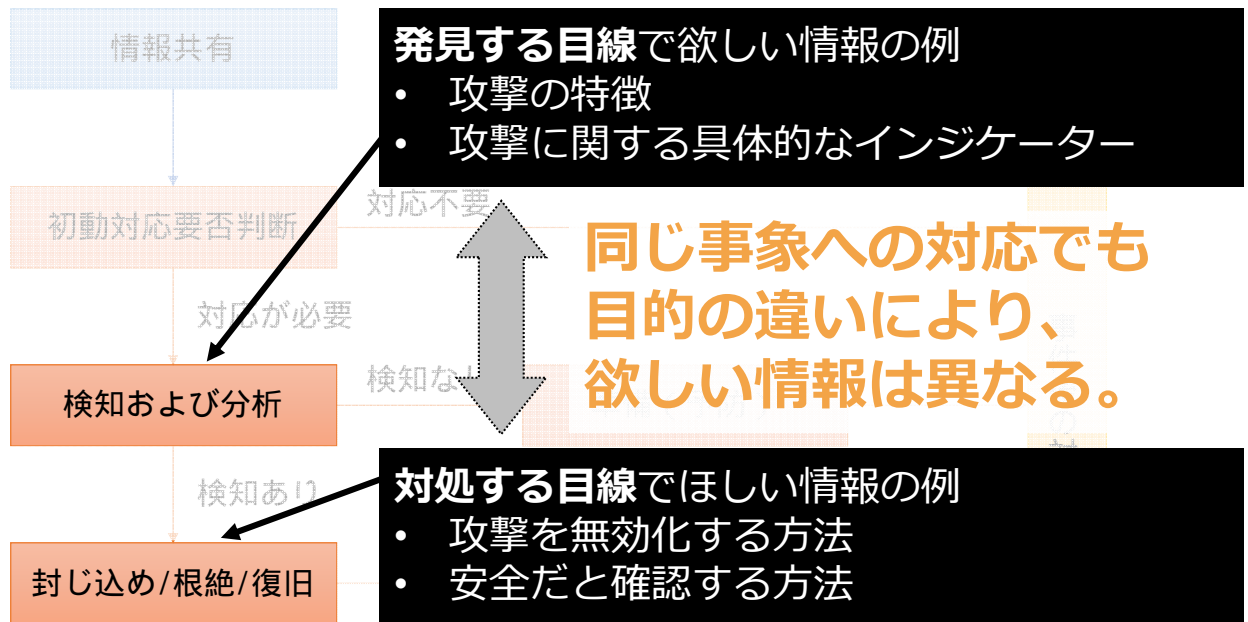 情報共有
発見する目線で欲しい情報の例
• 攻撃の特徴
• 攻撃に関する具体的なインジケーター
初動対応要否判断
対応不要
同じ事象への対応でも
目的の違いにより、
欲しい情報は異なる。
対応が必要
検知および分析
検知なし
検知あり
対処する目線でほしい情報の例
• 攻撃を無効化する方法
• 安全だと確認する方法
封じ込め/根絶/復旧